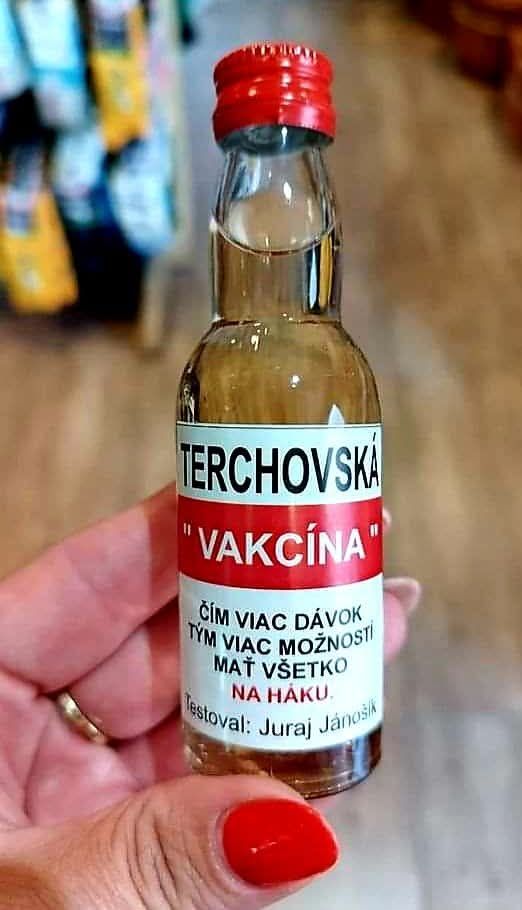 TERCHOVSKÁ
" VAKCÍNA "
ČÍM VIAC DÁVOK
TÝM VIAC MOŽNOSTÍ
MAŤ VŠETKO
NA HÁKU.
Testoval: Juraj Jánošík